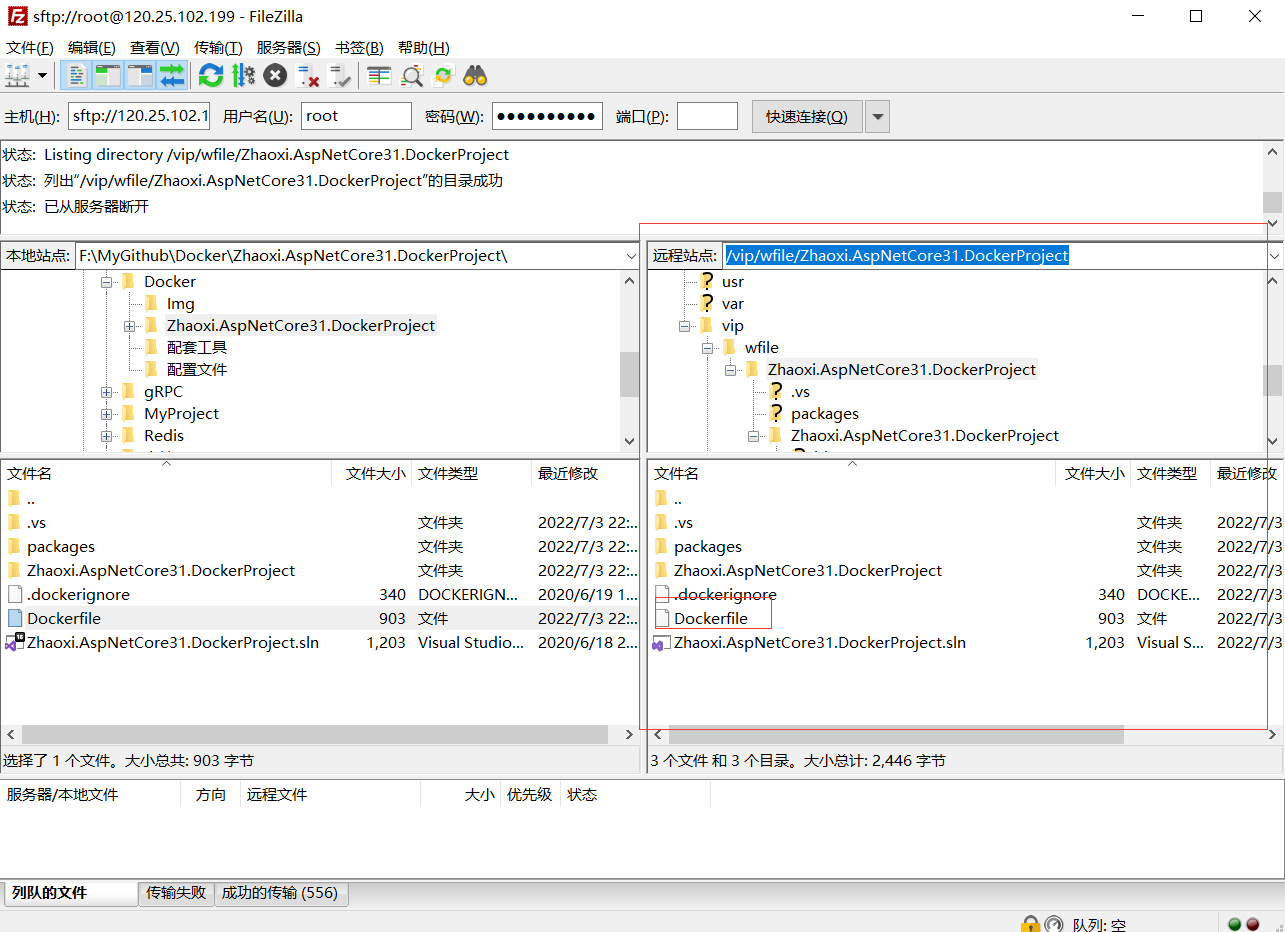 sftp://root@120.25.102.199 - FileZilla
文件(F) 编辑(E) 查看(V) 传输(T) 服务器(S) 书签(B) 帮助(H)
主机(H): sftp://120.25.102.1 用户名(U): root 密码(W): ●●●●●●●●●● 端口(P): 快速连接(Q)
状态: Listing directory /vip/wfile/Zhaoxi.AspNetCore31.DockerProject
状态: 列出“/vip/wfile/Zhaoxi.AspNetCore31.DockerProject”的目录成功
状态: 已从服务器断开
本地站点: F:\MyGithub\Docker\Zhaoxi.AspNetCore31.DockerProject\
Docker
Img
Zhaoxi.AspNetCore31.DockerProject
配套工具
配置文件
gRPC
MyProject
Redis
文件名 文件大小 文件类型 最近修改
..
.vs 文件夹 2022/7/3 22:...
packages 文件夹 2022/7/3 22:...
Zhaoxi.AspNetCore31.DockerProject 文件夹 2022/7/3 22:...
.dockerignore 340 DOCKERIGN... 2020/6/19 1...
Dockerfile 903 文件 2022/7/3 22:...
Zhaoxi.AspNetCore31.DockerProject.sln 1,203 Visual Studio... 2020/6/18 2...
选择了 1 个文件。大小总共: 903 字节
远程站点: /vip/wfile/Zhaoxi.AspNetCore31.DockerProject
usr
var
vip
wfile
Zhaoxi.AspNetCore31.DockerProject
.vs
packages
Zhaoxi.AspNetCore31.DockerProject
文件名 文件大小 文件类型 最近修改
..
.vs 文件夹 2022/7/3
packages 文件夹 2022/7/3
Zhaoxi.AspNetCore31.DockerProject 文件夹 2022/7/3
.dockerignore 340 DOCKE... 2022/7/3
Dockerfile 903 文件 2022/7/3
Zhaoxi.AspNetCore31.DockerProject.sln 1,203 Visual S... 2022/7/3
3 个文件 和 3 个目录。大小总计: 2,446 字节
服务器/本地文件 方向 远程文件 大小 优先级 状态
列队的文件 传输失败 成功的传输 (556)
队列: 空